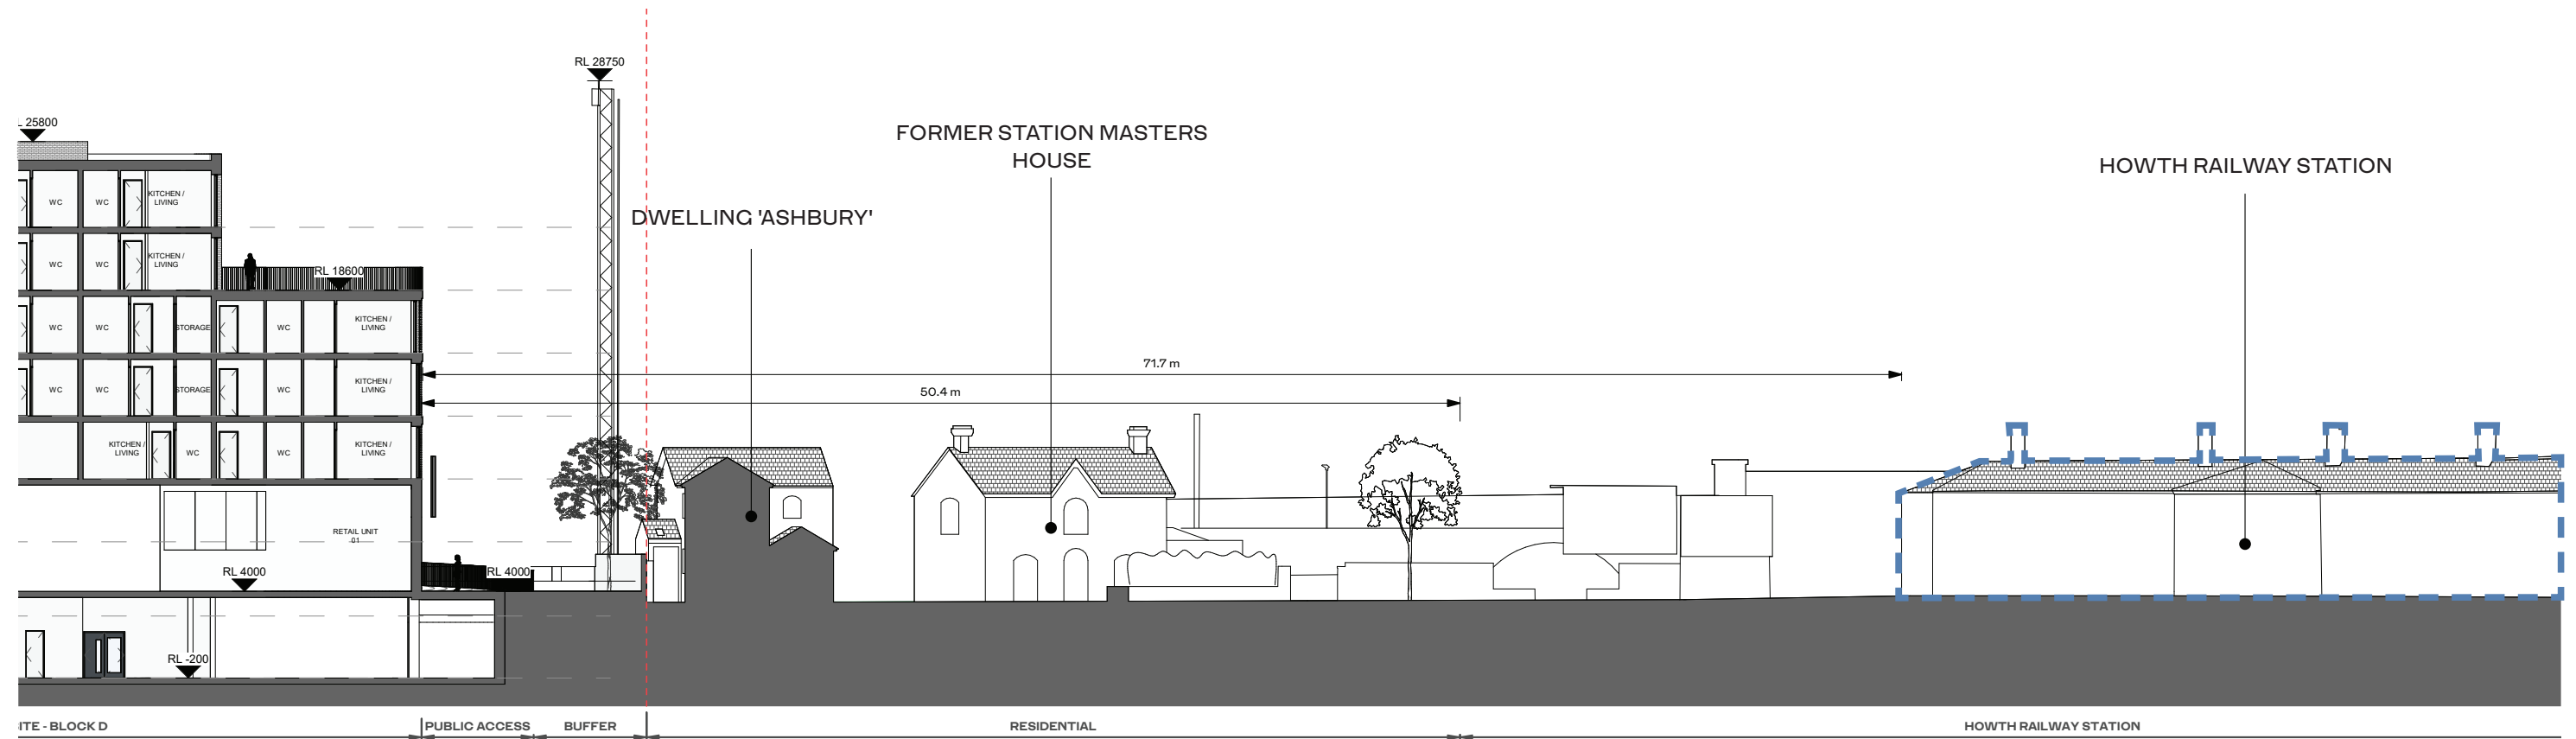 RL 28750
L 25800
FORMER STATION MASTERS
HOUSE
HOWTH RAILWAY STATION
DWELLING 'ASHBURY'
WC
WC
KITCHEN /
LIVING
WC
WC
KITCHEN /
LIVING
RL 18600
WC
WC
STORAGE
WC
KITCHEN /
LIVING
71.7 m
WC
WC
STORAGE
WC
KITCHEN /
LIVING
50.4 m
KITCHEN /
LIVING
WC
WC
KITCHEN /
LIVING
RETAIL UNIT
01
RL 4000
RL 4000
RL -200
ITE - BLOCK D
PUBLIC ACCESS
BUFFER
RESIDENTIAL
HOWTH RAILWAY STATION